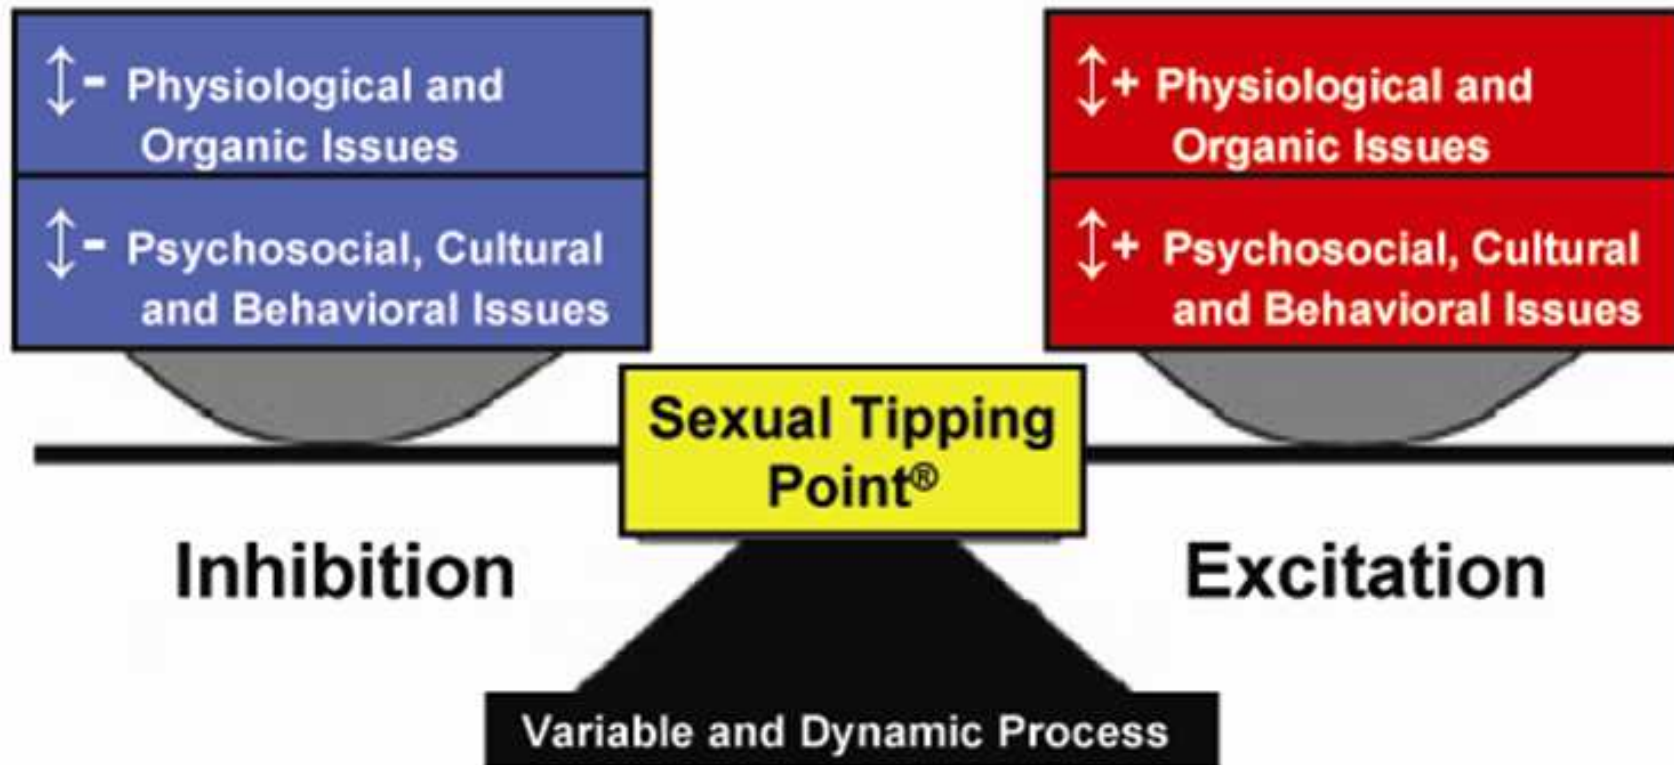 ↕- Physiological and
Organic Issues
↕- Psychosocial, Cultural
and Behavioral Issues
↕+ Physiological and
Organic Issues
↕+ Psychosocial, Cultural
and Behavioral Issues
Sexual Tipping
Point®
Inhibition
Excitation
Variable and Dynamic Process